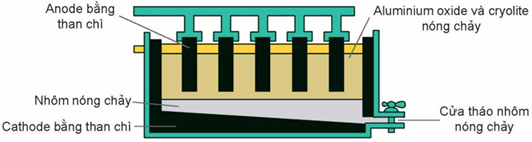 Anode bằng
than chì
Aluminium oxide và cryolite
nóng chảy
Nhôm nóng chảy
Cathode bằng than chì
Cửa tháo nhôm
nóng chảy